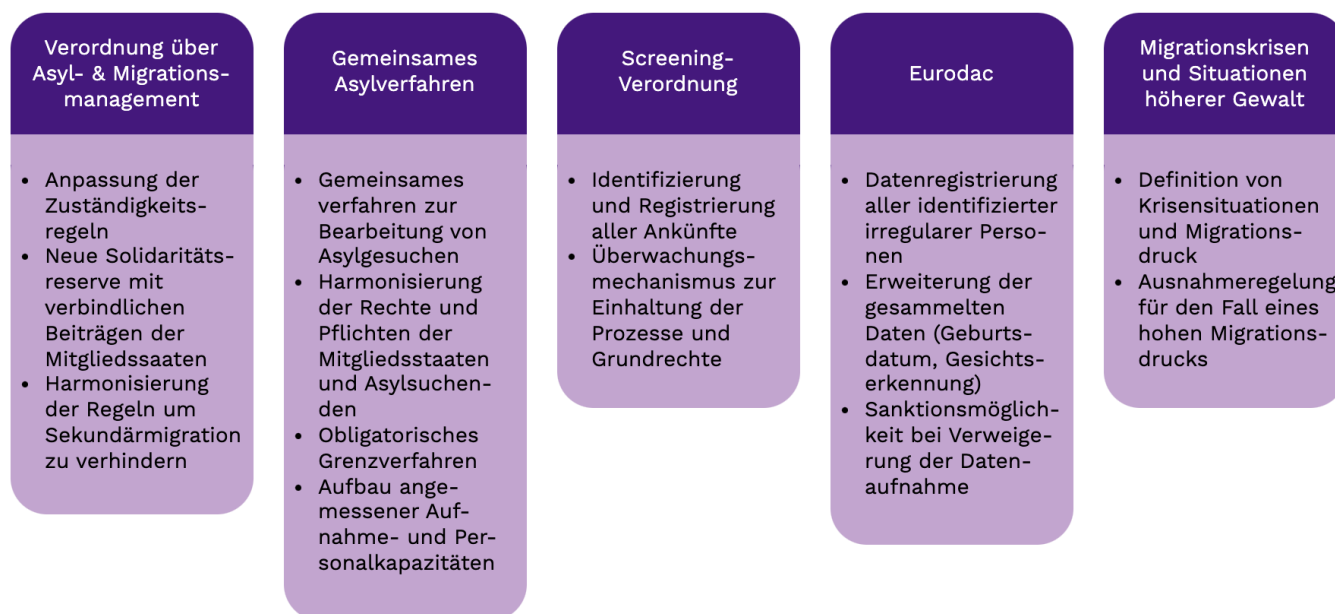 Verordnung über
Asyl- & Migrations-
management
• Anpassung der
Zuständigkeits-
regeln
• Neue Solidaritäts-
reserve mit
verbindlichen
Beiträgen der
Mitgliedssaaten
• Harmonisierung
der Regeln um
Sekundärmigration
zu verhindern
Gemeinsames
Asylverfahren
• Gemeinsames
verfahren zur
Bearbeitung von
Asylgesuchen
• Harmonisierung
der Rechte und
Pflichten der
Mitgliedsstaaten
und Asylsuchen-
den
• Obligatorisches
Grenzverfahren
• Aufbau ange-
messener Auf-
nahme- und Per-
sonalkapazitäten
Screening-
Verordnung
• Identifizierung
und Registrierung
aller Ankünfte
• Überwachungs-
mechanismus zur
Einhaltung der
Prozesse und
Grundrechte
Eurodac
• Datenregistrierung
aller identifizierter
irregularer Perso-
nen
• Erweiterung der
gesammelten
Daten (Geburts-
datum, Gesichts-
erkennung)
• Sanktionsmöglich-
keit bei Verweige-
rung der Daten-
aufnahme
Migrationskrisen
und Situationen
höherer Gewalt
• Definition von
Krisensituationen
und Migrations-
druck
• Ausnahmeregelung
für den Fall eines
hohen Migrations-
drucks